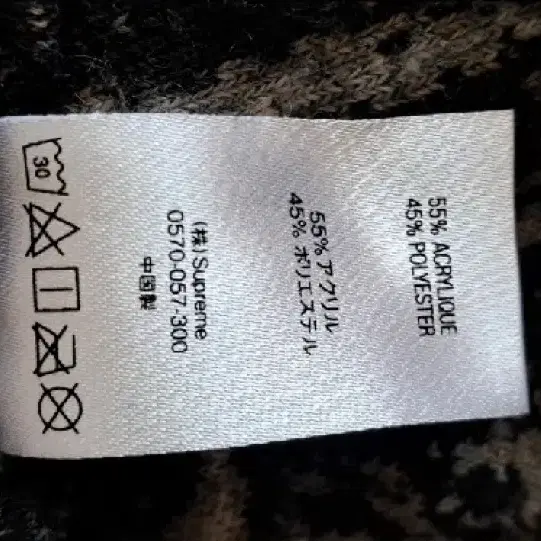 55% ACRYLIQUE
45% POLYESTER
55% アクリル
45% ポリエステル
(株) Supreme
0570-057-300
中国製
30